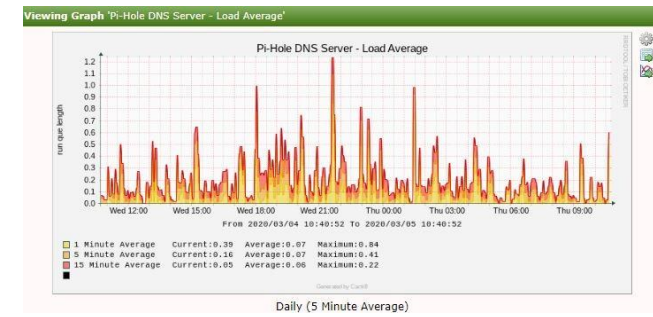 Viewing Graph 'Pi-Hole DNS Server - Load Average'
Pi-Hole DNS Server - Load Average
RRDTOOL / TOBI OETIKER
run que length
1.2
1.1
1.0
0.9
0.8
0.7
0.6
0.5
0.4
0.3
0.2
0.1
0.0
Wed 12:00 Wed 15:00 Wed 18:00 Wed 21:00 Thu 00:00 Thu 03:00 Thu 06:00 Thu 09:00
From 2020/03/04 10:40:52 To 2020/03/05 10:40:52
1 Minute Average Current:0.39 Average:0.07 Maximum:0.84
5 Minute Average Current:0.16 Average:0.07 Maximum:0.41
15 Minute Average Current:0.05 Average:0.06 Maximum:0.22
Generated by Cacti®
Daily (5 Minute Average)